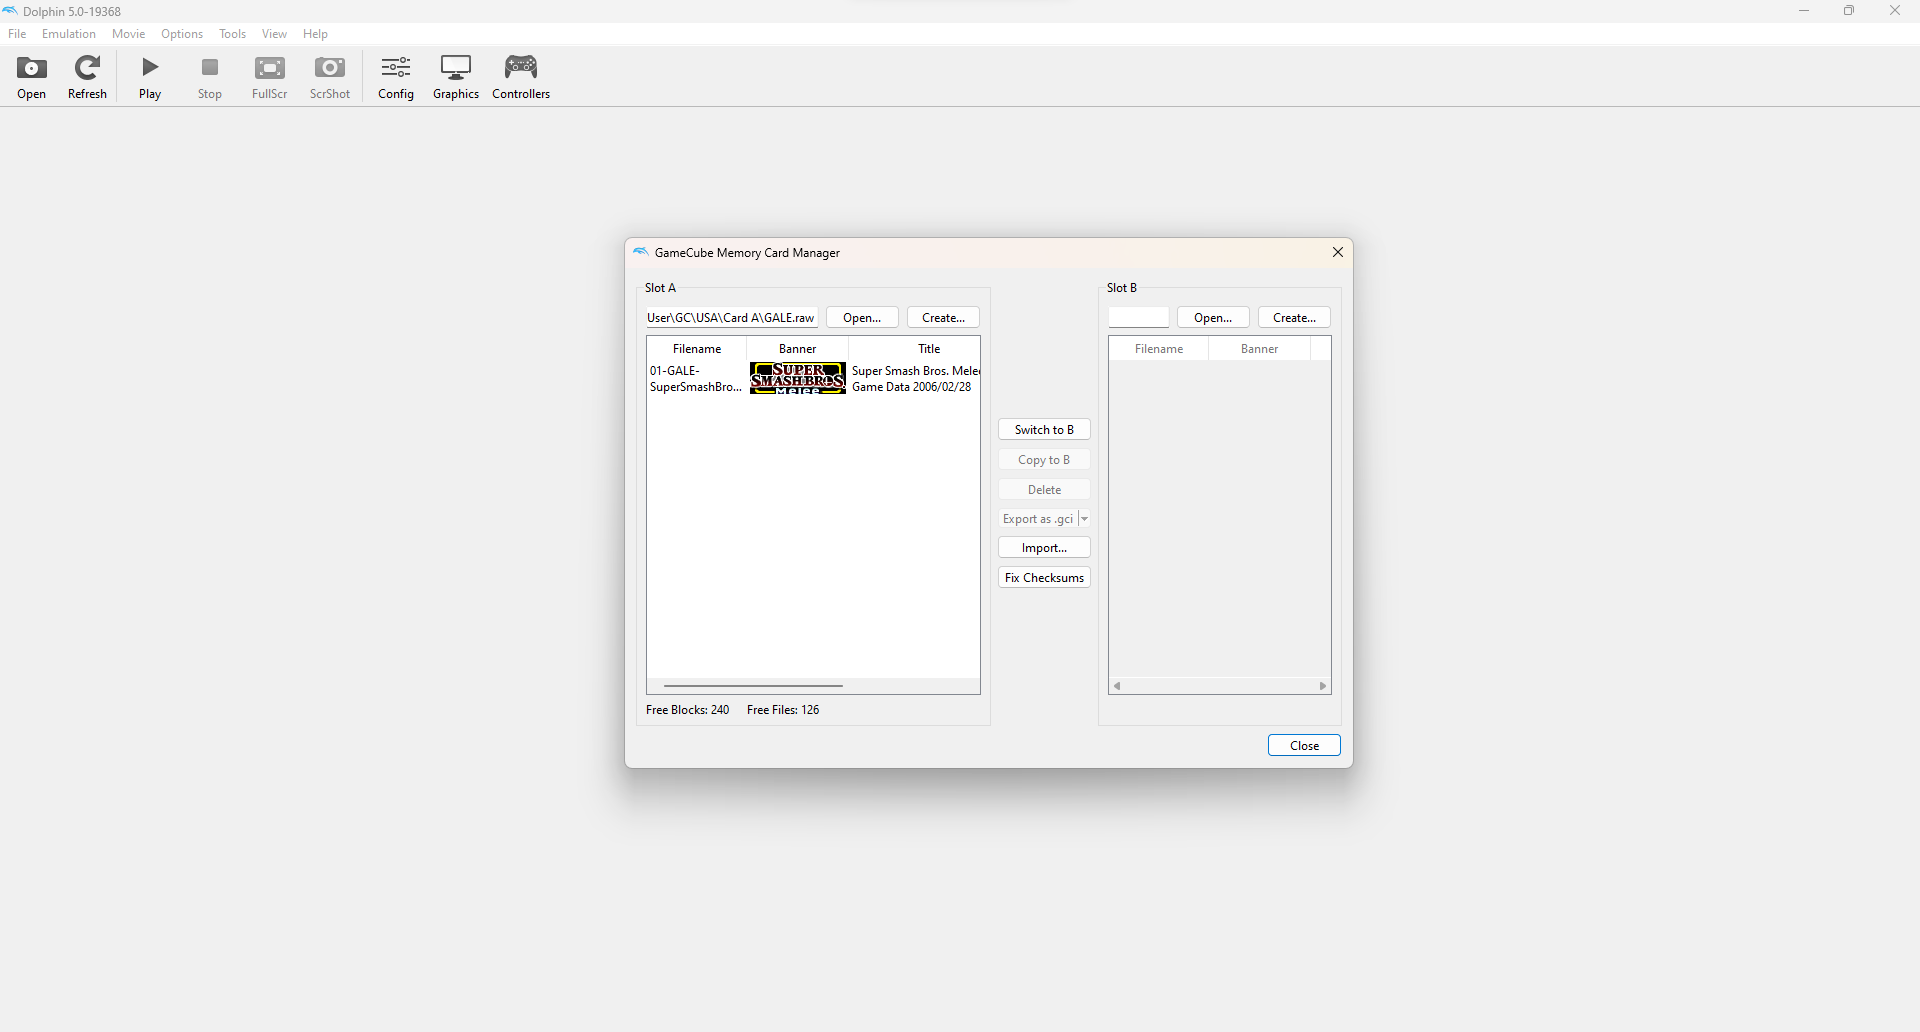 Dolphin 5.0-19368
File Emulation Movie Options Tools View Help
Open Refresh Play Stop FullScr ScrShot Config Graphics Controllers
GameCube Memory Card Manager
Slot A
User\GC\USA\Card A\GALE.raw Open... Create...
Filename Banner Title
01-GALE-
SuperSmashBro...
SUPER
SMASH BROS.
Melee
Super Smash Bros. Melee
Game Data 2006/02/28
Free Blocks: 240 Free Files: 126
Switch to B
Copy to B
Delete
Export as .gci
Import...
Fix Checksums
Slot B
Open... Create...
Filename Banner
Close